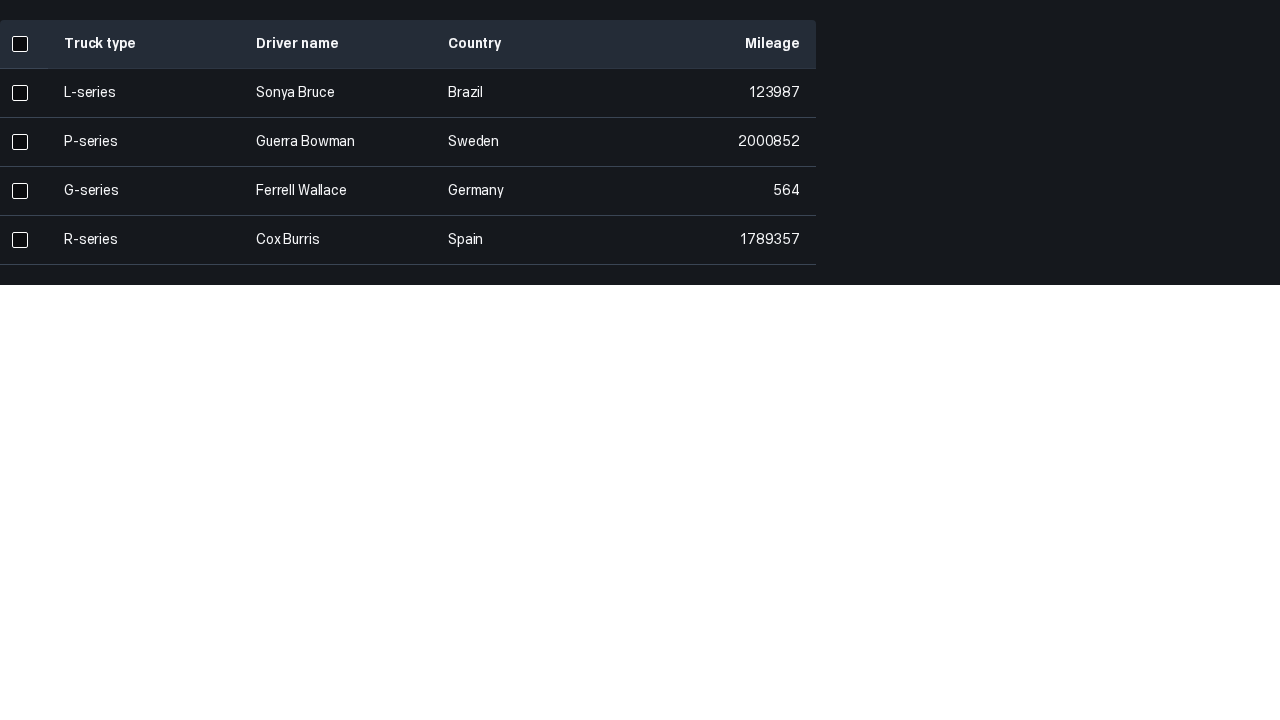 Truck type Driver name Country Mileage
L-series Sonya Bruce Brazil 123987
P-series Guerra Bowman Sweden 2000852
G-series Ferrell Wallace Germany 564
R-series Cox Burris Spain 1789357